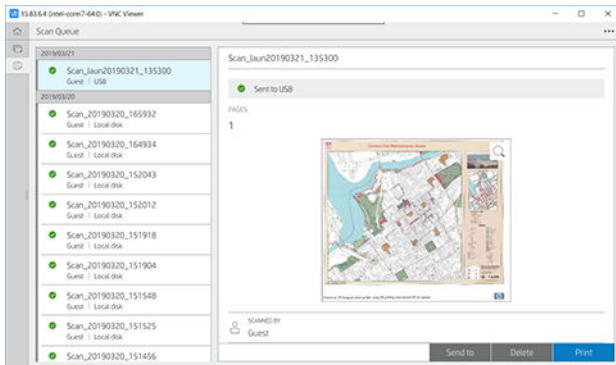 15.83.6.4 (intel-corei7-64:0) - VNC Viewer
Scan Queue
2019/03/21
Scan_laun20190321_135300
Guest | USB
2019/03/20
Scan_20190320_165932
Guest | Local disk
Scan_20190320_164934
Guest | Local disk
Scan_20190320_152043
Guest | Local disk
Scan_20190320_152012
Guest | Local disk
Scan_20190320_151918
Guest | Local disk
Scan_20190320_151904
Guest | Local disk
Scan_20190320_151548
Guest | Local disk
Scan_20190320_151525
Guest | Local disk
Scan_20190320_151456
Scan_laun20190321_135300
Sent to USB
PAGES
1
SCANNED BY
Guest
Send to
Delete
Print